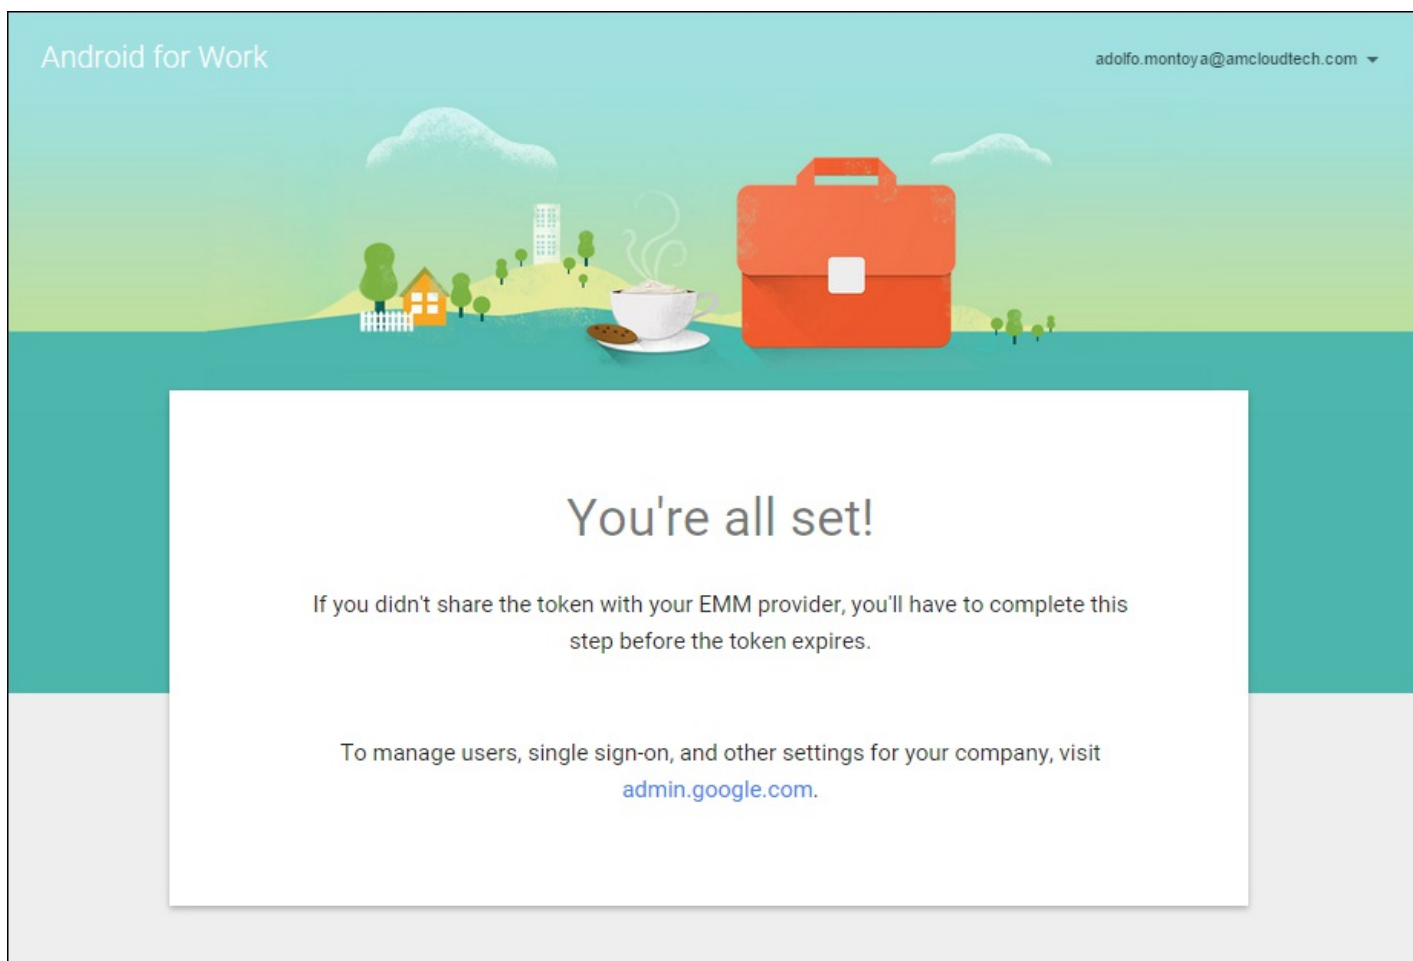 Android for Work
adolfo.montoya@amcloudtech.com
You're all set!
If you didn't share the token with your EMM provider, you'll have to complete this
step before the token expires.
To manage users, single sign-on, and other settings for your company, visit
admin.google.com.